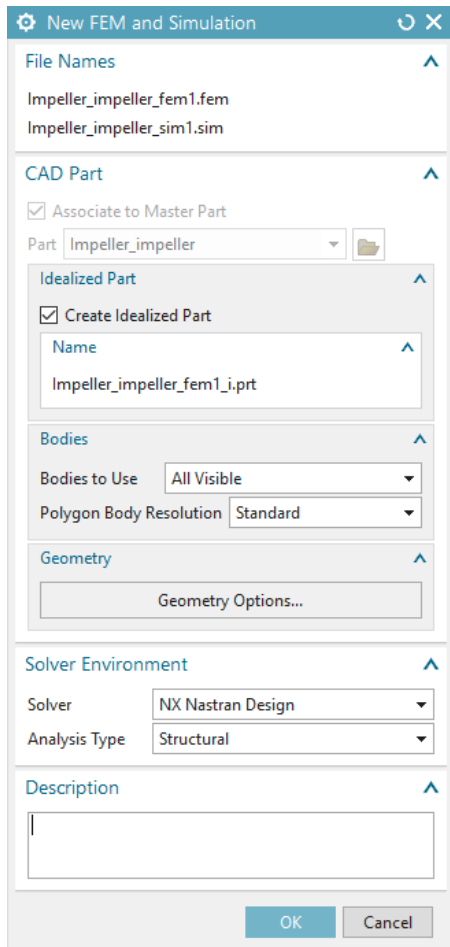 New FEM and Simulation
File Names
Impeller_impeller_fem1.fem
Impeller_impeller_sim1.sim
CAD Part
Associate to Master Part
Part Impeller_impeller
Idealized Part
Create Idealized Part
Name
Impeller_impeller_fem1_i.prt
Bodies
Bodies to Use All Visible
Polygon Body Resolution Standard
Geometry
Geometry Options...
Solver Environment
Solver NX Nastran Design
Analysis Type Structural
Description
OK Cancel